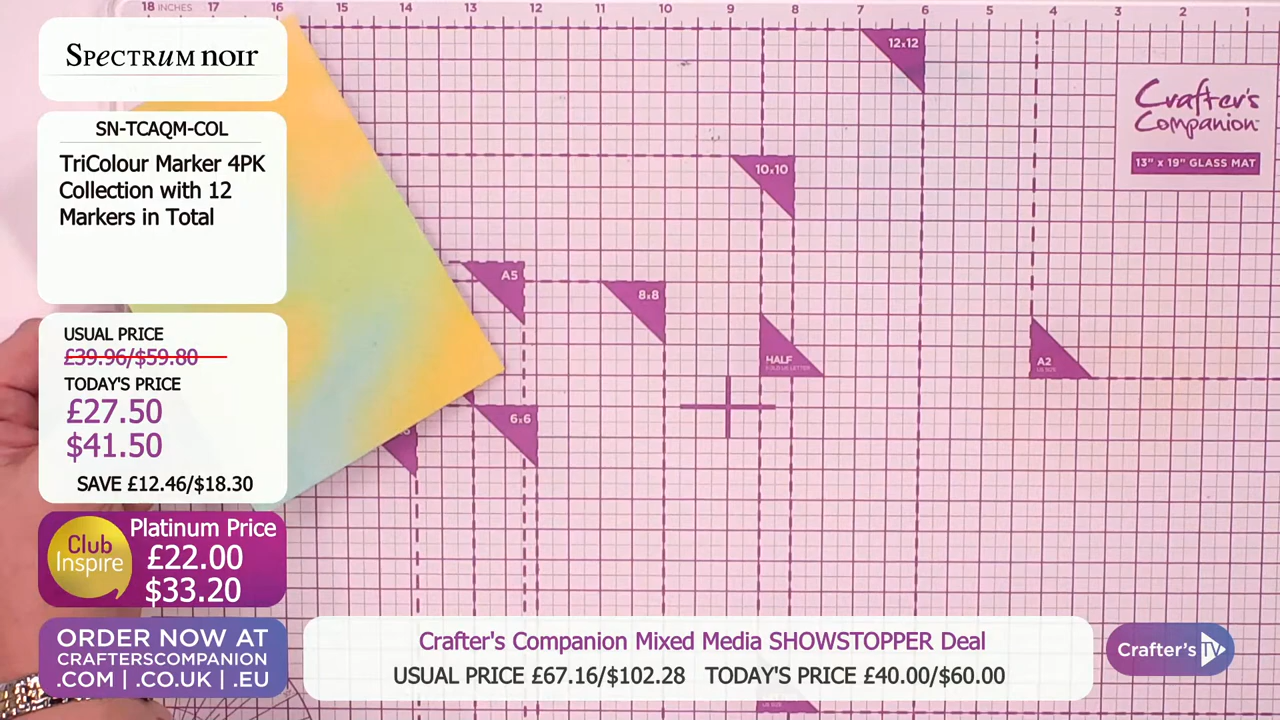 18 INCHES 17 16 15 14 13 12 11 10 9 8 7 6 5 4 3 2 1
SPECTRUM noir
SN-TCAQM-COL
TriColour Marker 4PK
Collection with 12
Markers in Total
USUAL PRICE
£39.96/$59.80
TODAY'S PRICE
£27.50
$41.50
SAVE £12.46/$18.30
Club
Inspire
Platinum Price
£22.00
$33.20
ORDER NOW AT
CRAFTERSCOMPANION
.COM | .CO.UK | .EU
12x12
10x10
A5
8x8
HALF
6x6
A2
US SIZE
Crafter's
Companion
13" x 19" GLASS MAT
Crafter's Companion Mixed Media SHOWSTOPPER Deal
USUAL PRICE £67.16/$102.28 TODAY'S PRICE £40.00/$60.00
Crafter's TV
US SIZE